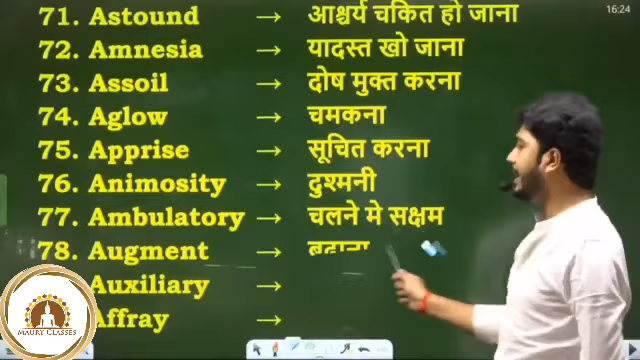 16:24
71. Astound → आश्चर्य चकित हो जाना
72. Amnesia → यादस्त खो जाना
73. Assoil → दोष मुक्त करना
74. Aglow → चमकना
75. Apprise → सूचित करना
76. Animosity → दुश्मनी
77. Ambulatory → चलने मे सक्षम
78. Augment → बढ़ाना
Auxiliary →
Affray →
MAURY CLASSES